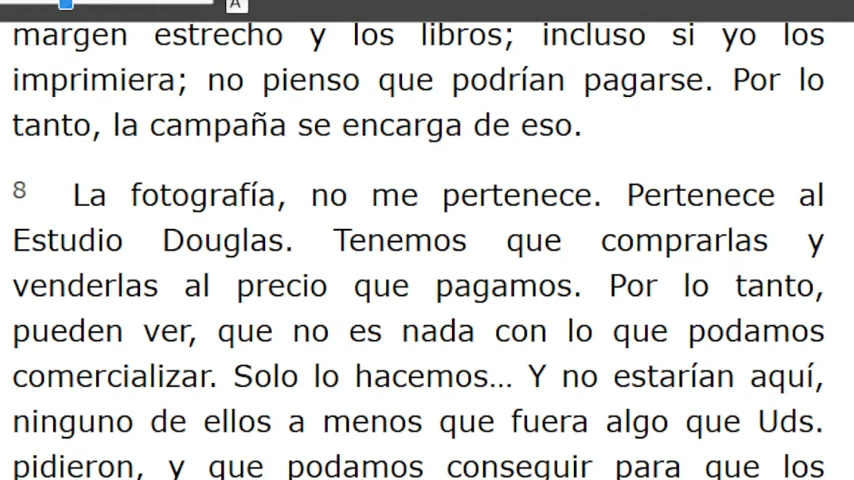 A
margen estrecho y los libros; incluso si yo los
imprimiera; no pienso que podrían pagarse. Por lo
tanto, la campaña se encarga de eso.
8 La fotografía, no me pertenece. Pertenece al
Estudio Douglas. Tenemos que comprarlas y
venderlas al precio que pagamos. Por lo tanto,
pueden ver, que no es nada con lo que podamos
comercializar. Solo lo hacemos... Y no estarían aquí,
ninguno de ellos a menos que fuera algo que Uds.
pidieron, y que podamos conseguir para que los